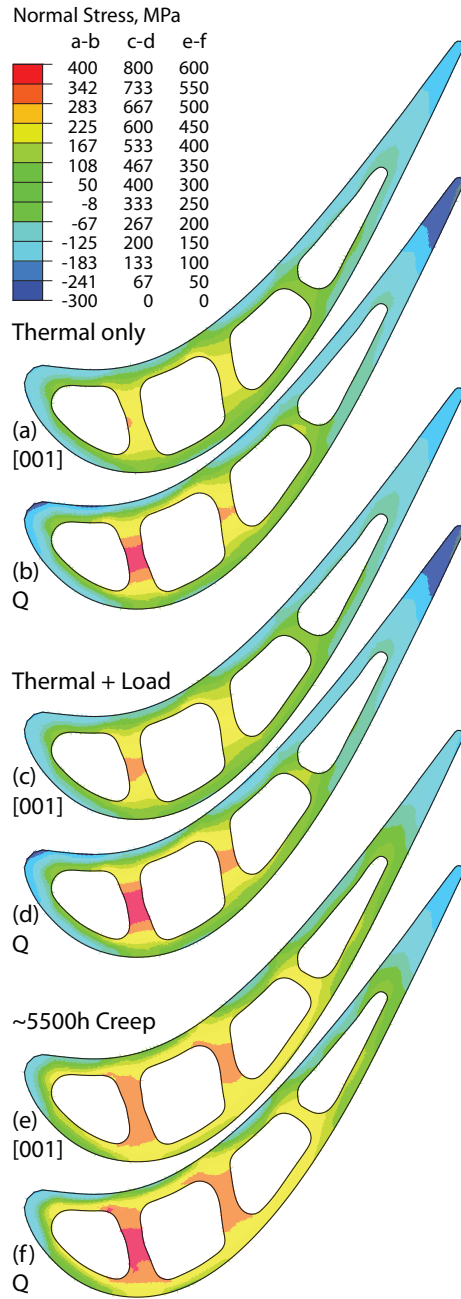 Normal Stress, MPa
a-b c-d e-f
400 800 600
342 733 550
283 667 500
225 600 450
167 533 400
108 467 350
50 400 300
-8 333 250
-67 267 200
-125 200 150
-183 133 100
-241 67 50
-300 0 0
Thermal only
(a)
[001]
(b)
Q
Thermal + Load
(c)
[001]
(d)
Q
~5500h Creep
(e)
[001]
(f)
Q